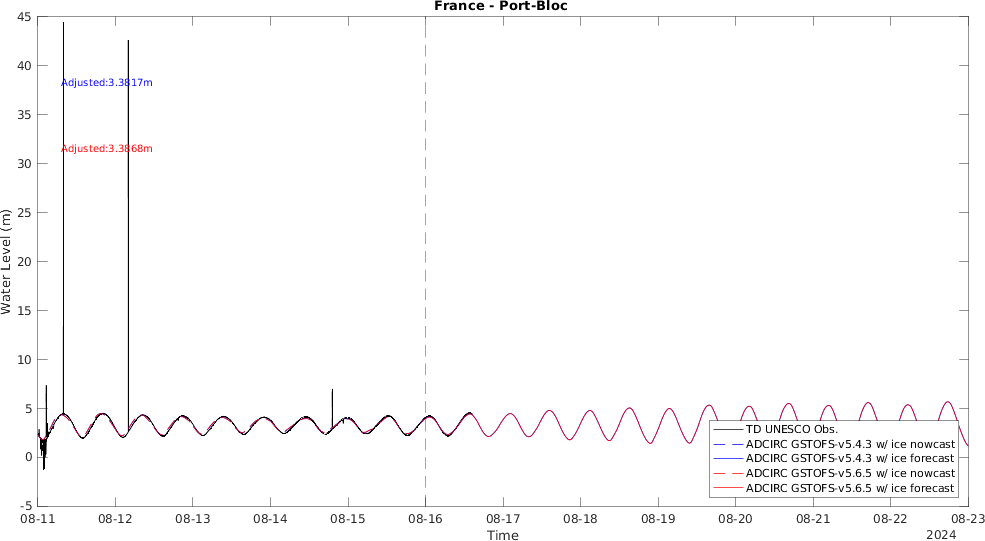 France - Port-Bloc
45
40
35
30
25
20
15
10
5
0
-5
Water Level (m)
Adjusted:3.3817m
Adjusted:3.3868m
TD UNESCO Obs.
ADCIRC GSTOFS-v5.4.3 w/ ice nowcast
ADCIRC GSTOFS-v5.4.3 w/ ice forecast
ADCIRC GSTOFS-v5.6.5 w/ ice nowcast
ADCIRC GSTOFS-v5.6.5 w/ ice forecast
08-11 08-12 08-13 08-14 08-15 08-16 08-17 08-18 08-19 08-20 08-21 08-22 08-23
Time
2024